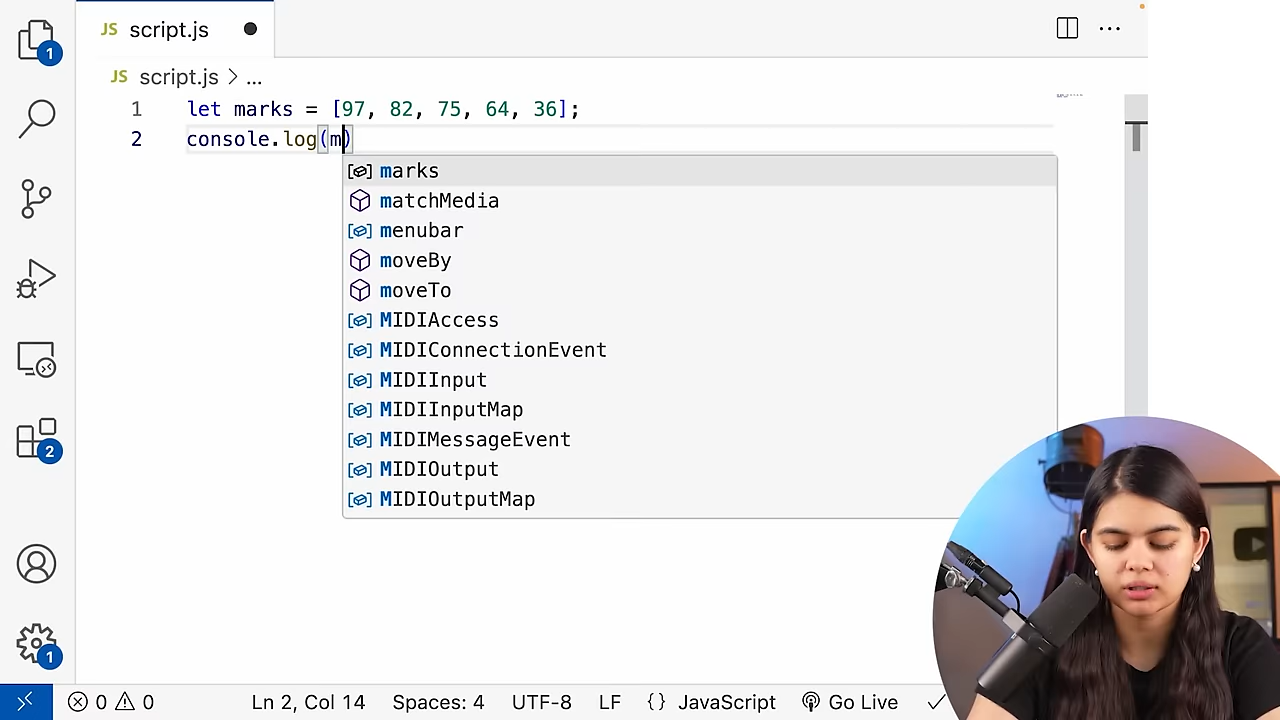 JS script.js
1
JS script.js > ...
1 let marks = [97, 82, 75, 64, 36];
2 console.log(m)
marks
matchMedia
menubar
moveBy
moveTo
MIDIAccess
MIDIConnectionEvent
MIDIInput
MIDIInputMap
MIDIMessageEvent
MIDIOutput
MIDIOutputMap
2
1
0 0 Ln 2, Col 14 Spaces: 4 UTF-8 LF {} JavaScript Go Live